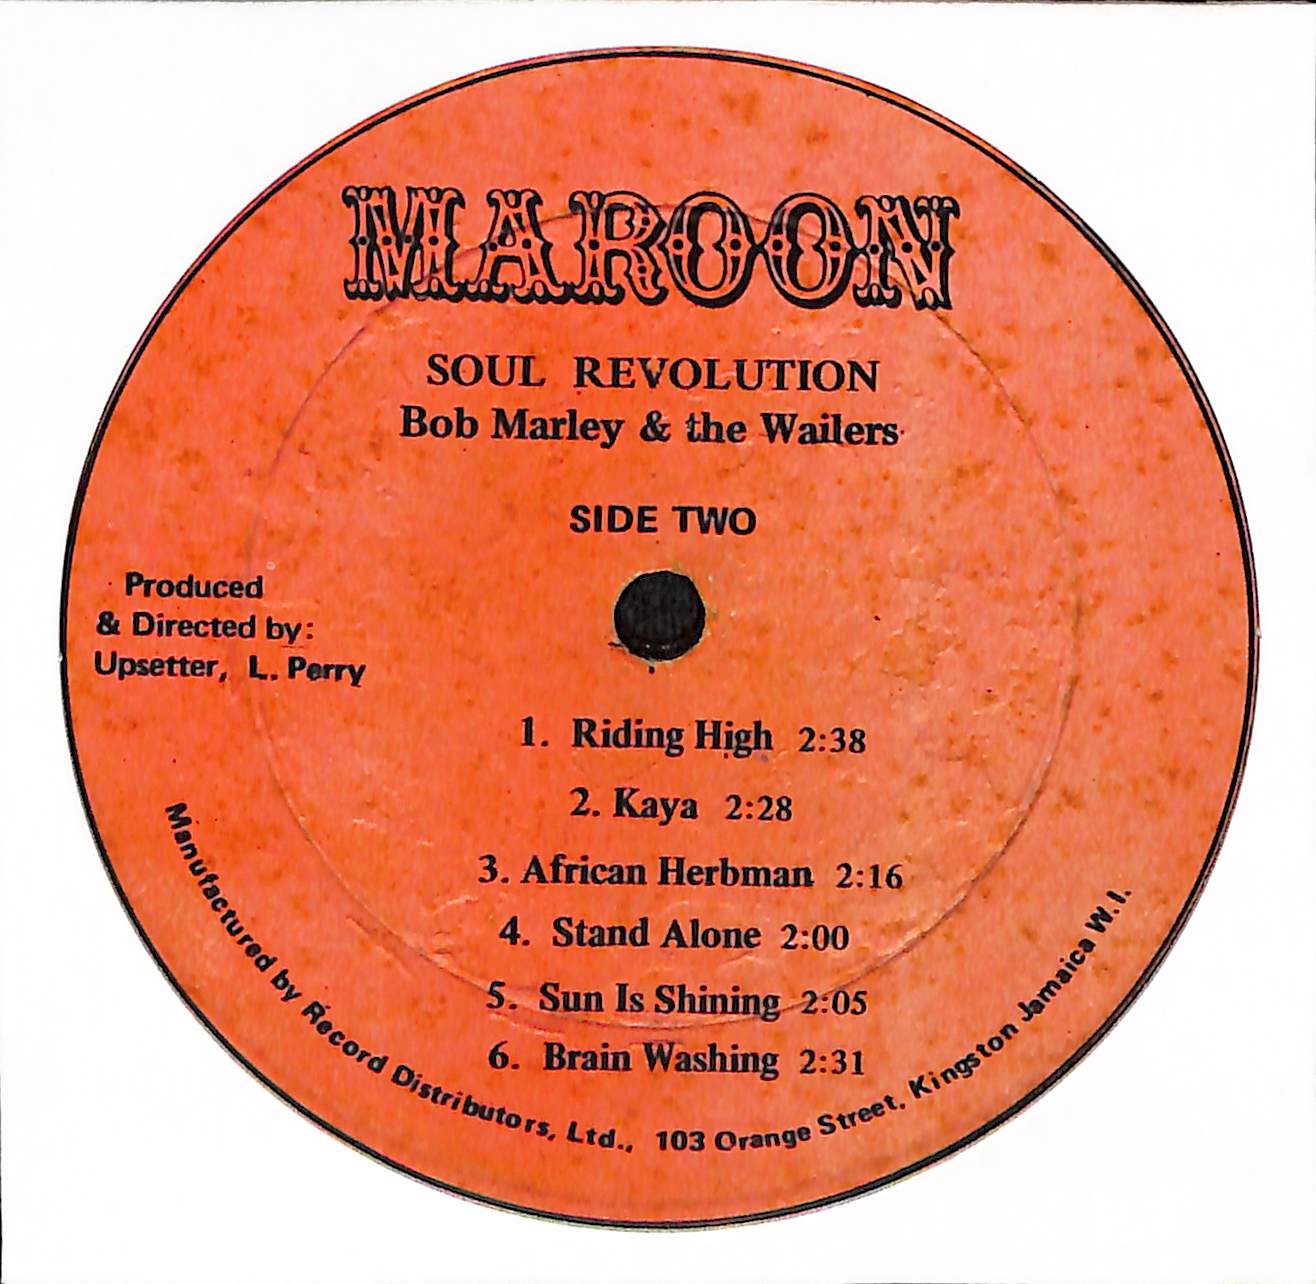 MAROON
SOUL REVOLUTION
Bob Marley & the Wailers
SIDE TWO
Produced
& Directed by:
Upsetter, L. Perry
1. Riding High 2:38
2. Kaya 2:28
3. African Herbman 2:16
4. Stand Alone 2:00
5. Sun Is Shining 2:05
6. Brain Washing 2:31
Manufactured by Record Distributors, Ltd., 103 Orange Street, Kingston Jamaica W.I.